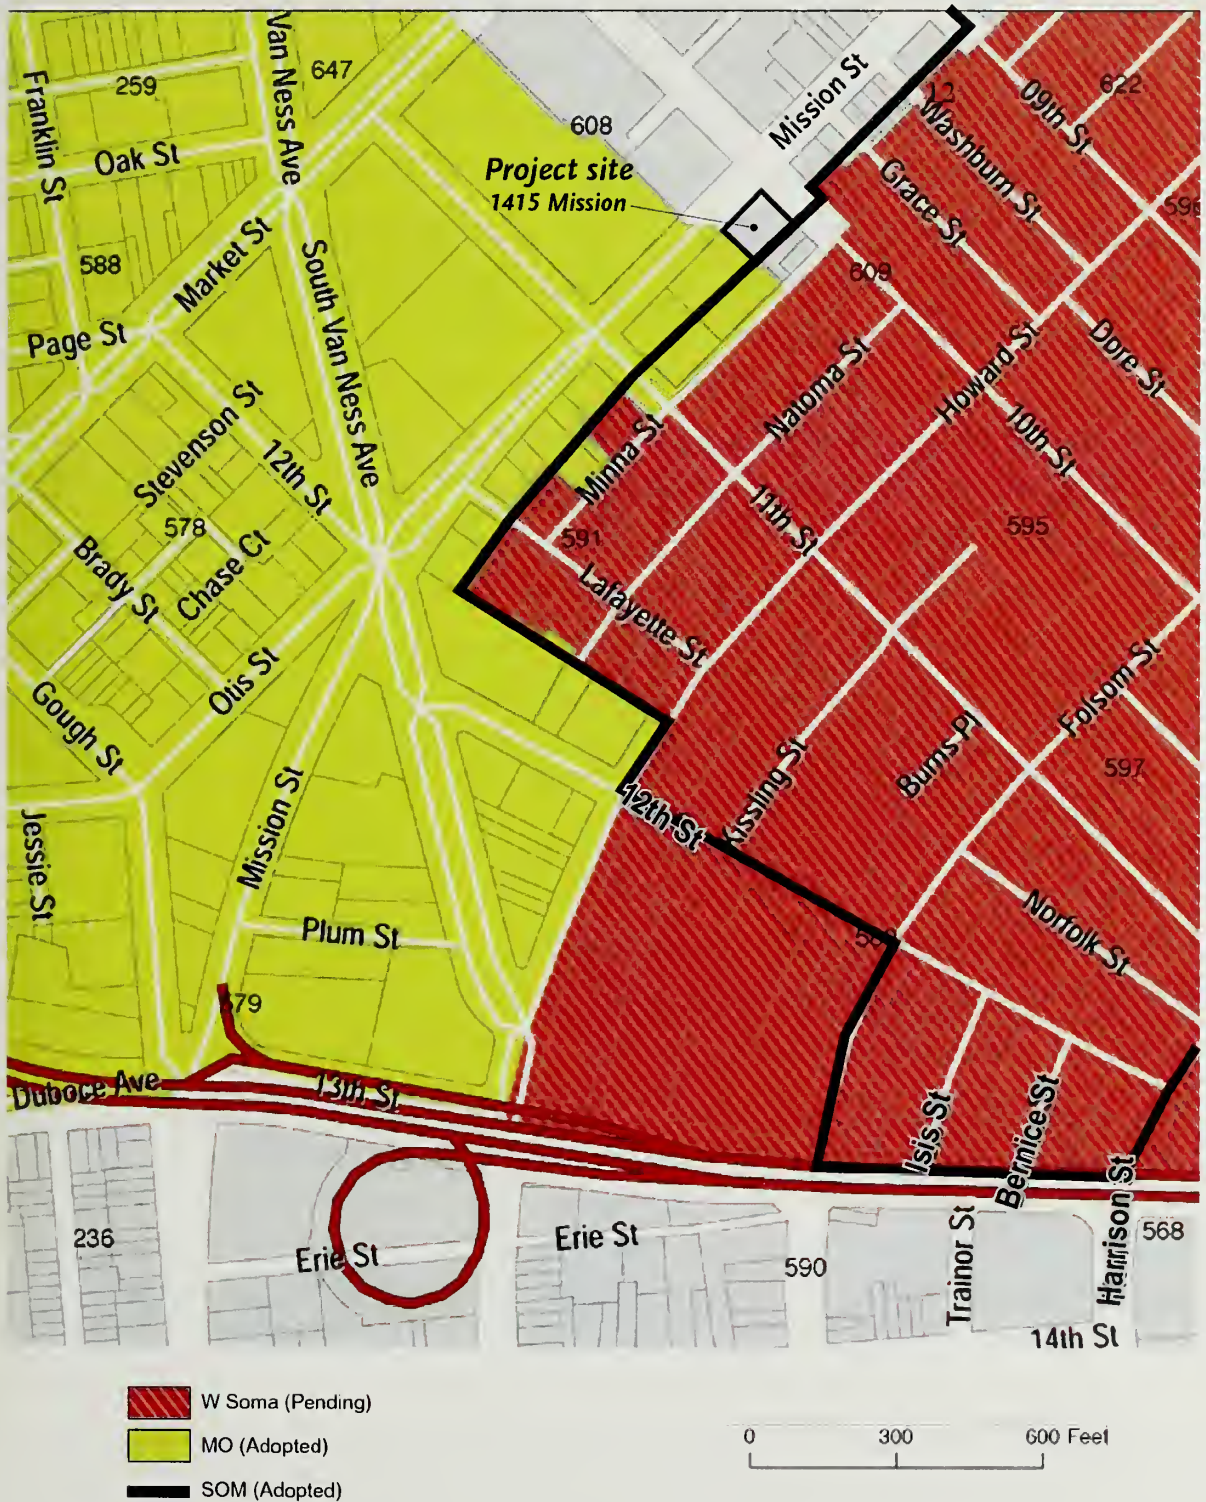 Franklin St
259
Van Ness Ave
647
Oak St
608
Mission St
Project site
1415 Mission
Washburn St
09th St
622
Grace St
588
Market St
Page St
South Van Ness Ave
609
Natoma St
Howard St
Dore St
10th St
Stevenson St
12th St
Minna St
11th St
578
Brady St
Chase Ct
591
595
Lafayette St
Otis St
Gough St
Folsom St
Burns Pl
597
Kissling St
12th St
Jessie St
Mission St
Plum St
Norfolk St
Duboce Ave
13th St
Isis St
Bernice St
Harrison St
236
Erie St
Erie St
590
Trainor St
568
14th St
W Soma (Pending)
MO (Adopted)
SOM (Adopted)
0
300
600 Feet